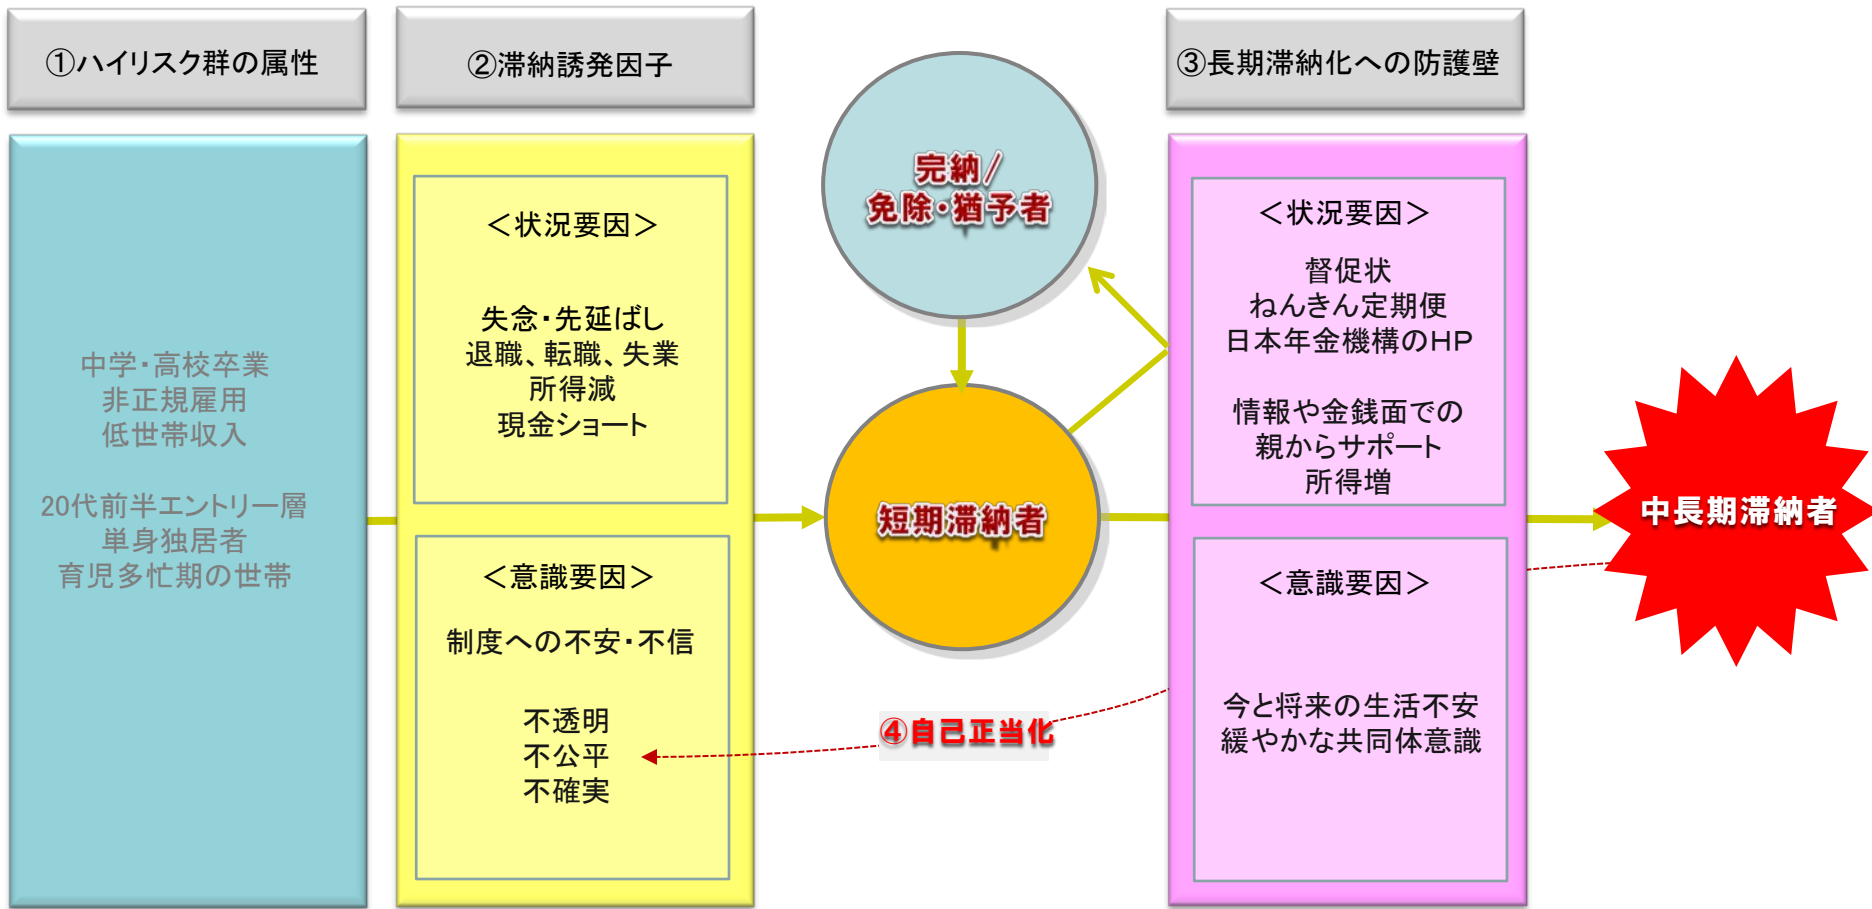 ①ハイリスク群の属性
中学・高校卒業
非正規雇用
低世帯収入
20代前半エントリー層
単身独居者
育児多忙期の世帯
②滞納誘発因子
＜状況要因＞
失念・先延ばし
退職、転職、失業
所得減
現金ショート
＜意識要因＞
制度への不安・不信
不透明
不公平
不確実
完納/
免除・猶予者
短期滞納者
④自己正当化
③長期滞納化への防護壁
＜状況要因＞
督促状
ねんきん定期便
日本年金機構のHP
情報や金銭面での
親からサポート
所得増
＜意識要因＞
今と将来の生活不安
緩やかな共同体意識
中長期滞納者